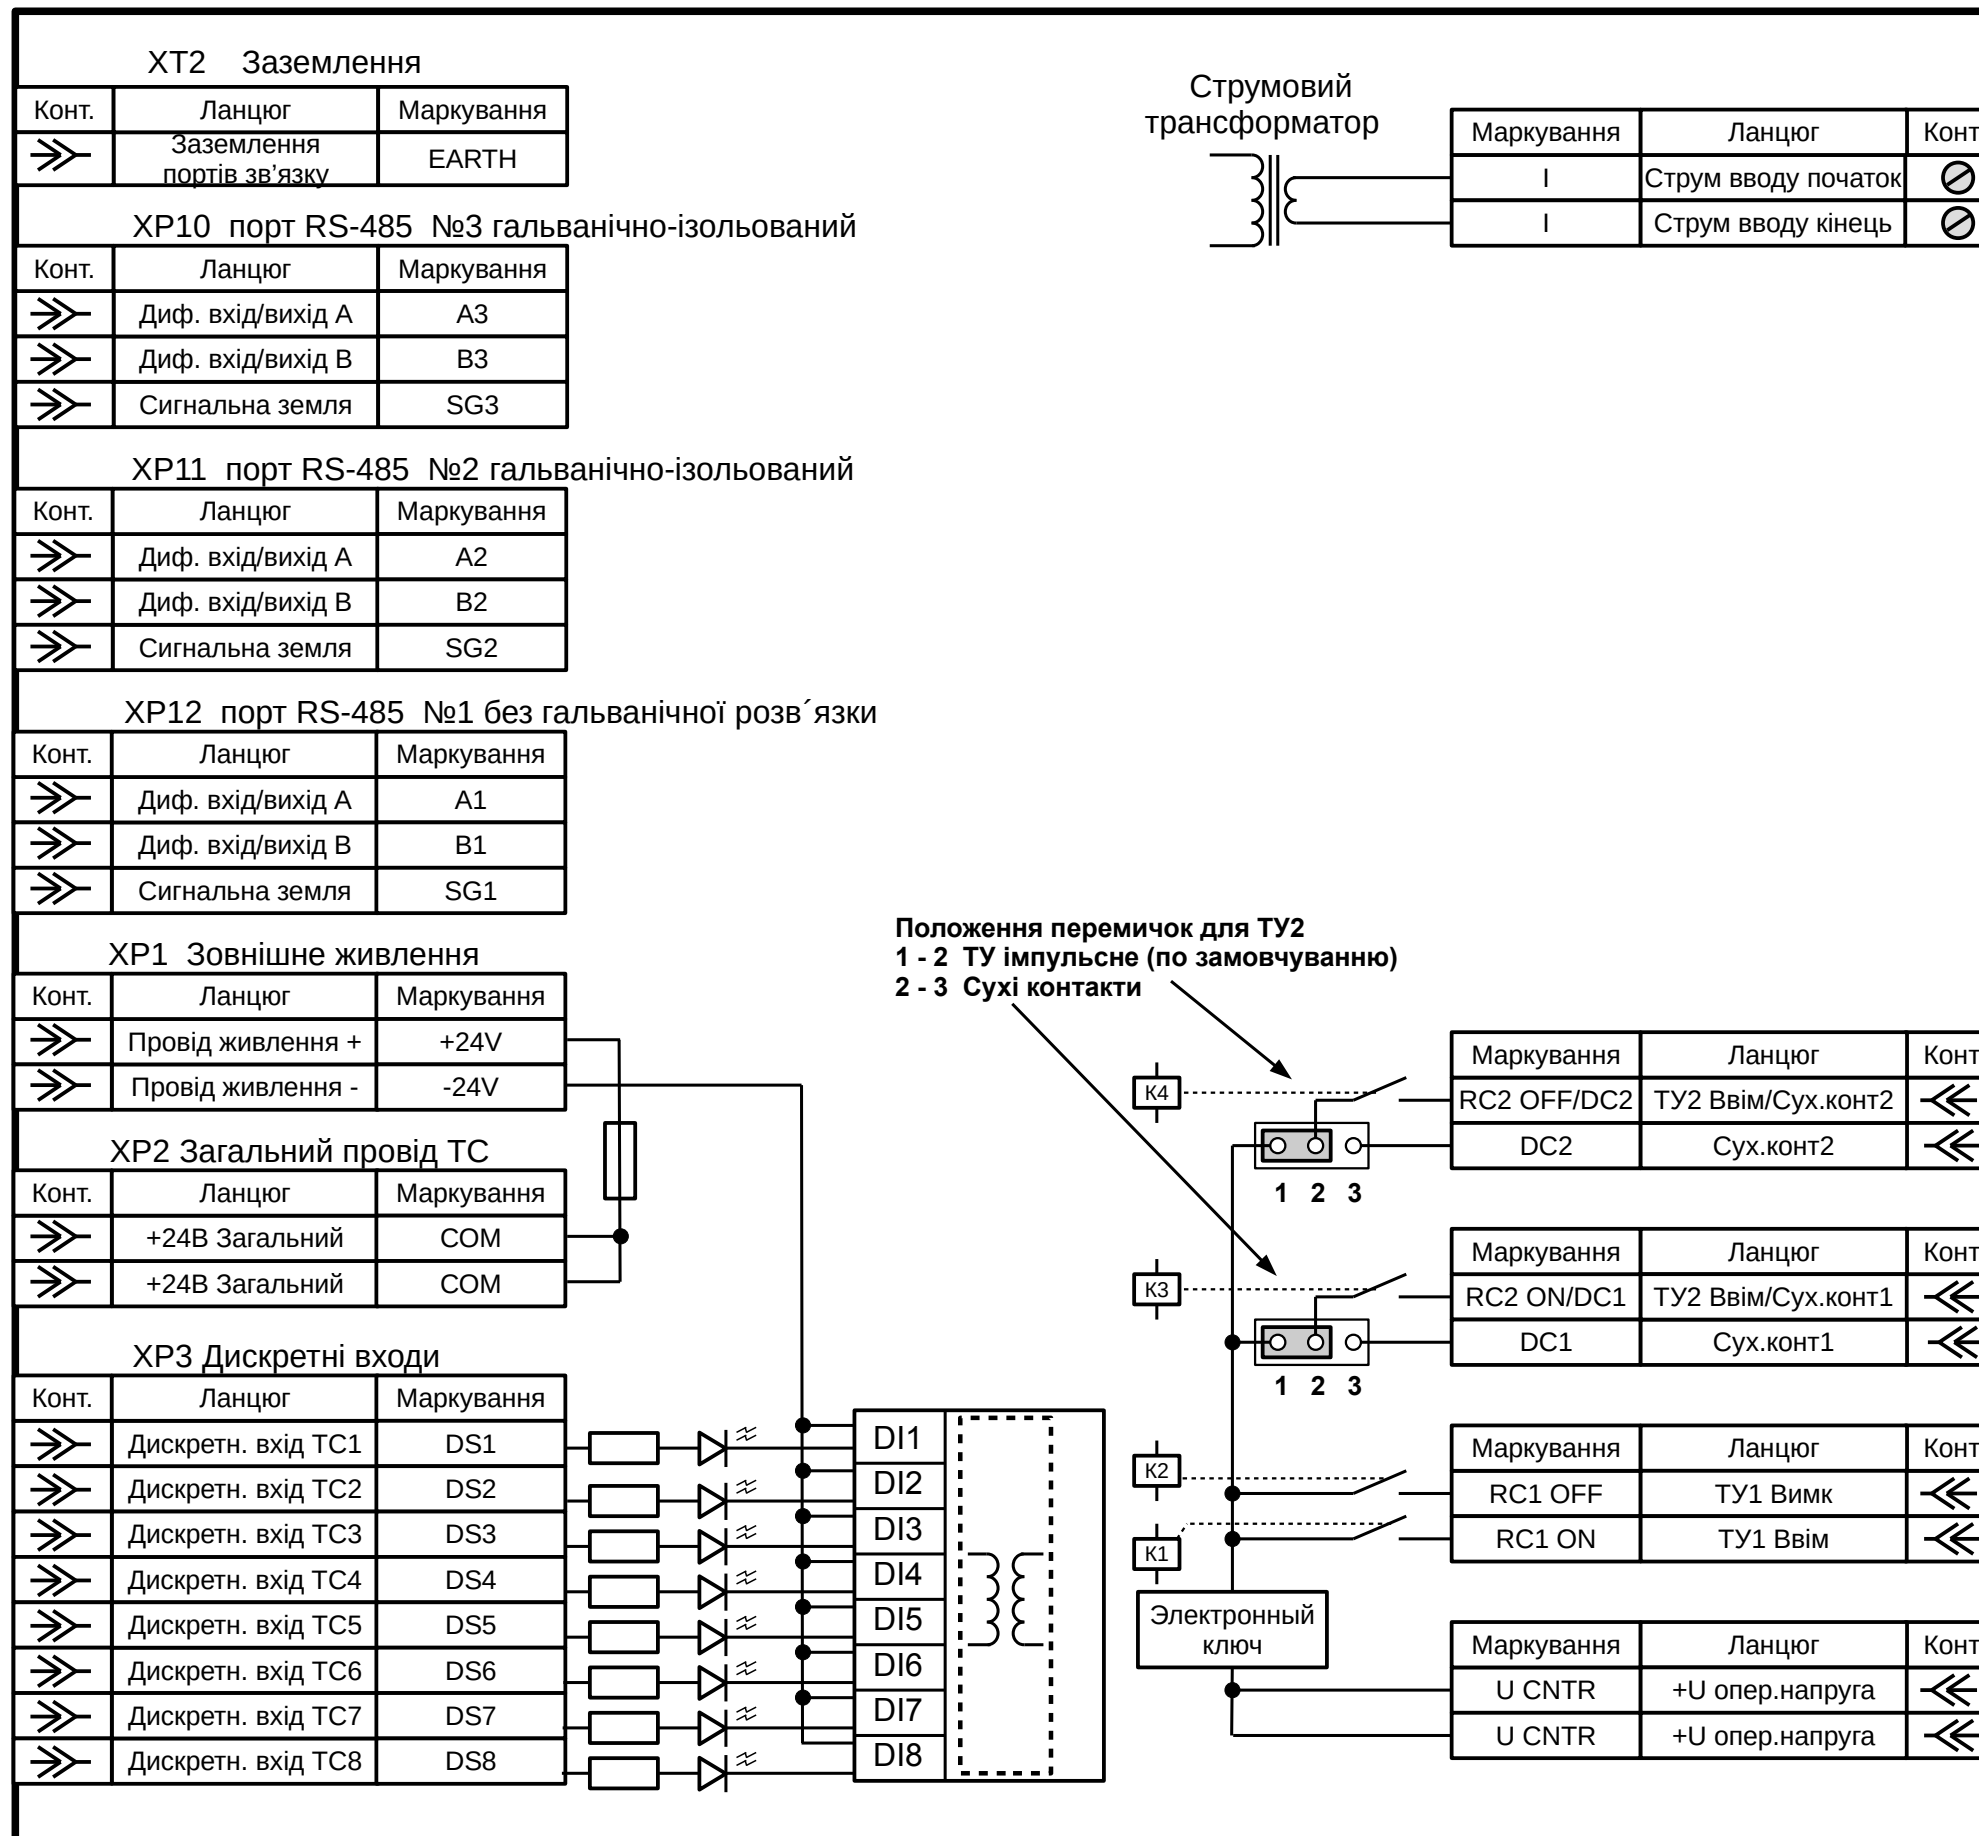 XT2 Заземлення
Конт. Ланцюг Маркування
Заземлення
портів зв’язку
EARTH
XP10 порт RS-485 №3 гальванічно-ізольований
Конт. Ланцюг Маркування
Диф. вхід/вихід A A3
Диф. вхід/вихід B B3
Сигнальна земля SG3
XP11 порт RS-485 №2 гальванічно-ізольований
Конт. Ланцюг Маркування
Диф. вхід/вихід A A2
Диф. вхід/вихід B B2
Сигнальна земля SG2
XP12 порт RS-485 №1 без гальванічної розв´язки
Конт. Ланцюг Маркування
Диф. вхід/вихід A A1
Диф. вхід/вихід B B1
Сигнальна земля SG1
XP1 Зовнішне живлення
Конт. Ланцюг Маркування
Провід живлення + +24V
Провід живлення - -24V
XP2 Загальний провід ТС
Конт. Ланцюг Маркування
+24В Загальний COM
+24В Загальний COM
XP3 Дискретні входи
Конт. Ланцюг Маркування
Дискретн. вхід ТС1 DS1
Дискретн. вхід ТС2 DS2
Дискретн. вхід ТС3 DS3
Дискретн. вхід ТС4 DS4
Дискретн. вхід ТС5 DS5
Дискретн. вхід ТС6 DS6
Дискретн. вхід ТС7 DS7
Дискретн. вхід ТС8 DS8
DI1
DI2
DI3
DI4
DI5
DI6
DI7
DI8
Струмовий
трансформатор
Маркування Ланцюг Конт
I Струм вводу початок
I Струм вводу кінець
Положення перемичок для ТУ2
1 - 2 ТУ імпульсне (по замовчуванню)
2 - 3 Сухі контакти
Маркування Ланцюг Конт
К4
RC2 OFF/DC2 ТУ2 Ввім/Сух.конт2
DC2 Сух.конт2
1 2 3
Маркування Ланцюг Конт
К3
RC2 ON/DC1 ТУ2 Ввім/Сух.конт1
DC1 Сух.конт1
1 2 3
Маркування Ланцюг Конт
К2
RC1 OFF ТУ1 Вимк
К1
RC1 ON ТУ1 Ввім
Электронный
ключ
Маркування Ланцюг Конт
U CNTR +U опер.напруга
U CNTR +U опер.напруга